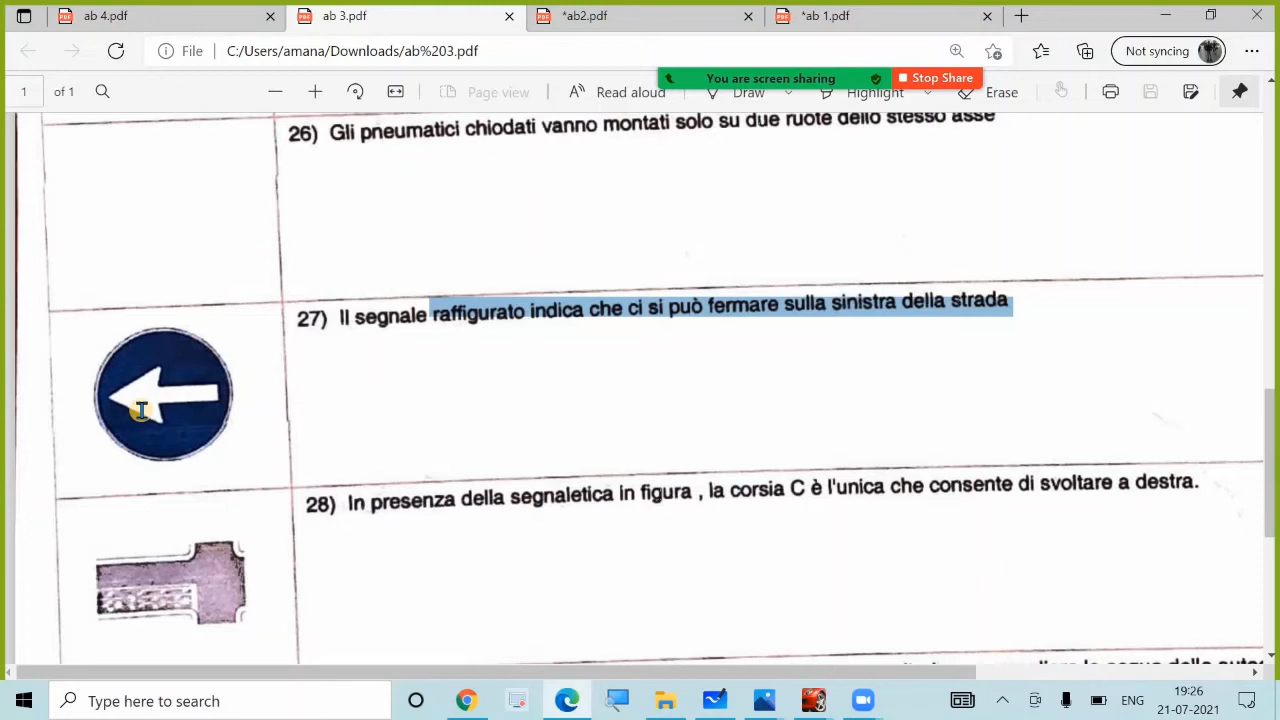 ab 4.pdf
ab 3.pdf
*ab2.pdf
*ab 1.pdf
File
C:/Users/amana/Downloads/ab%203.pdf
Not syncing
You are screen sharing
Stop Share
1
of 1
Page view
Read aloud
Draw
Highlight
Erase
26) Gli pneumatici chiodati vanno montati solo su due ruote dello stesso asse
27) Il segnale raffigurato indica che ci si può fermare sulla sinistra della strada
28) In presenza della segnaletica in figura , la corsia C è l'unica che consente di svoltare a destra.
Type here to search
ENG
19:26
21-07-2021